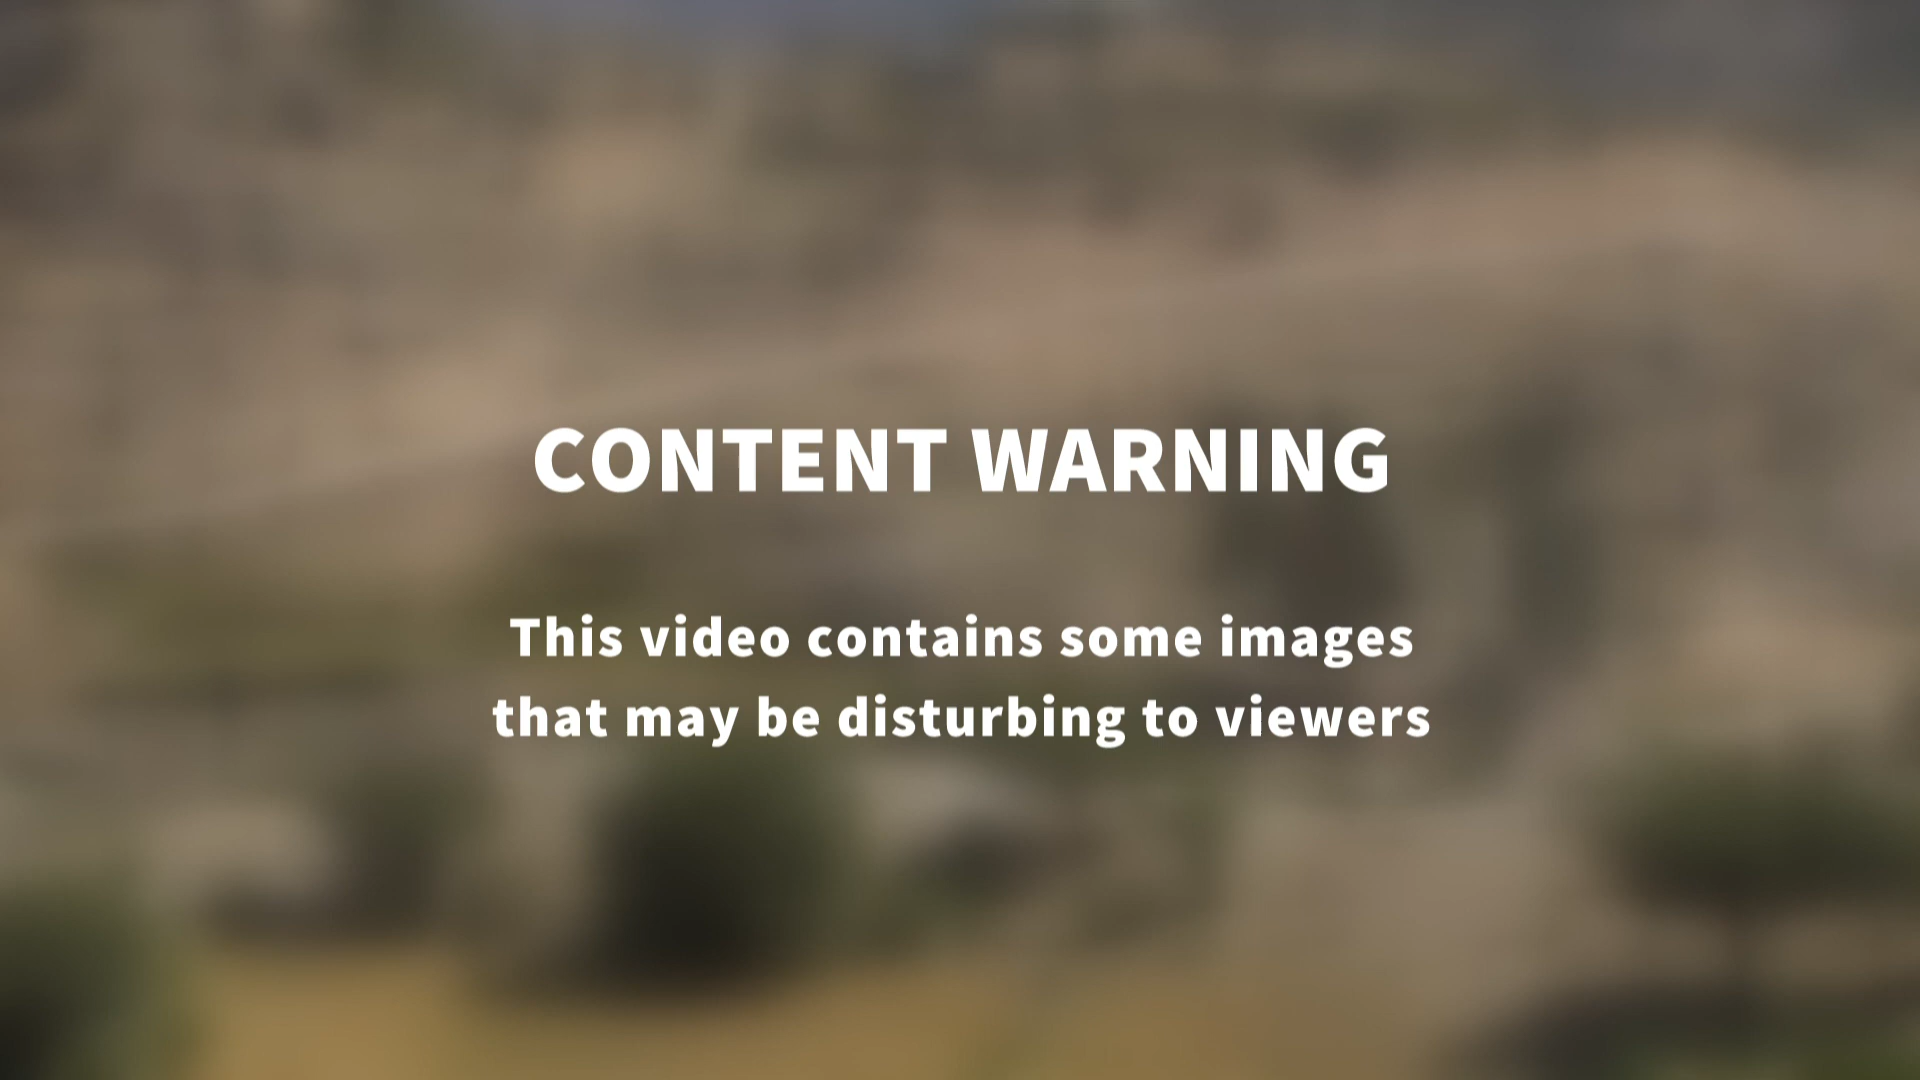 CONTENT WARNING
This video contains some images
that may be disturbing to viewers